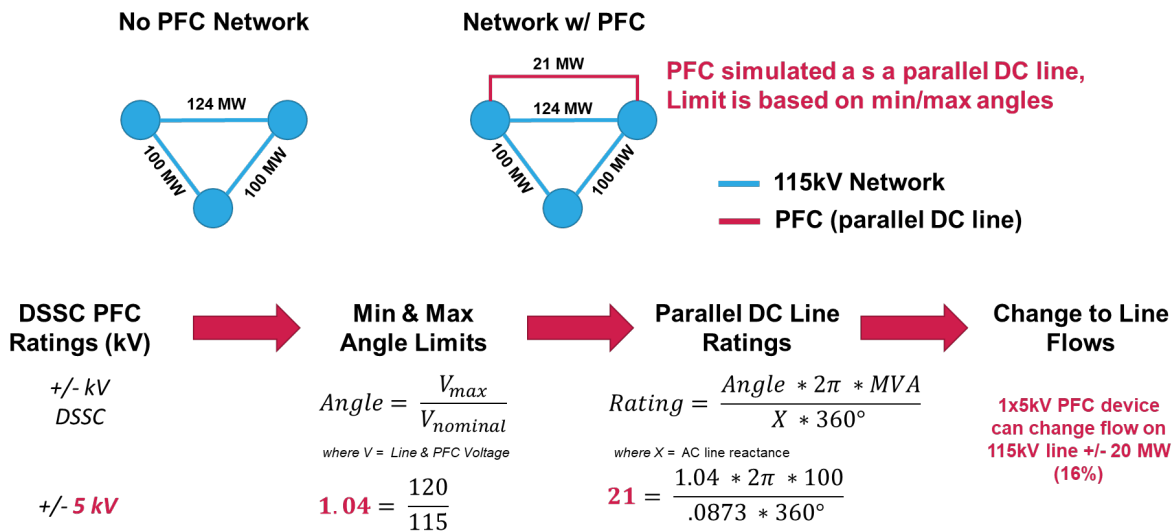 No PFC Network
124 MW
100 MW
100 MW
Network w/ PFC
21 MW
124 MW
100 MW
100 MW
PFC simulated a s a parallel DC line,
Limit is based on min/max angles
115kV Network
PFC (parallel DC line)
DSSC PFC
Ratings (kV)
+/- kV
DSSC
+/- 5 kV
Min & Max
Angle Limits
Angle = V_max / V_nominal
where V = Line & PFC Voltage
1.04 = 120 / 115
Parallel DC Line
Ratings
Rating = Angle * 2π * MVA / X * 360°
where X = AC line reactance
21 = 1.04 * 2π * 100 / .0873 * 360°
Change to Line
Flows
1x5kV PFC device
can change flow on
115kV line +/- 20 MW
(16%)